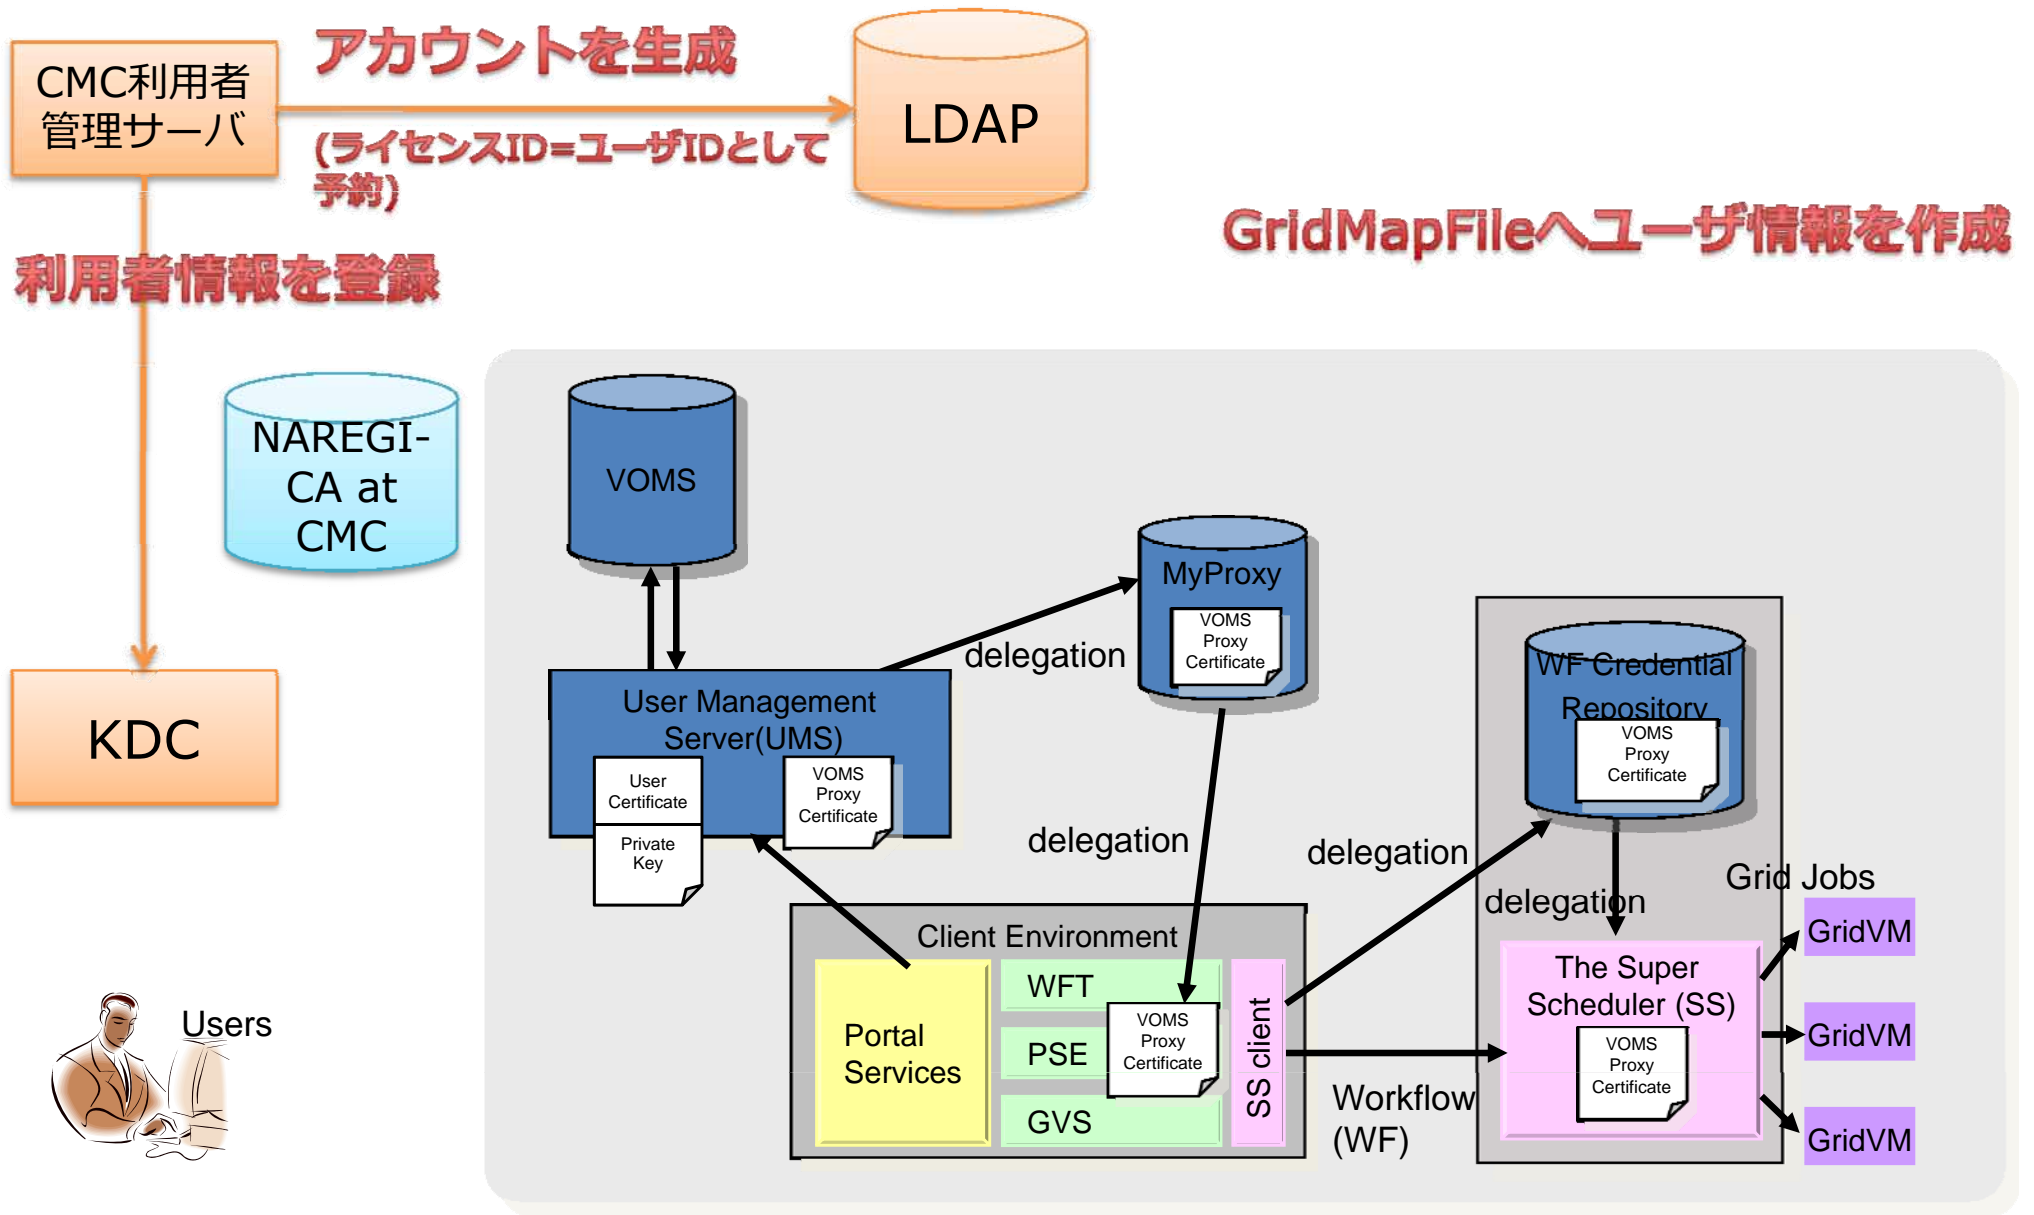 CMC利用者
管理サーバ
アカウントを生成
(ライセンスID=ユーザIDとして
予約)
LDAP
GridMapFileへユーザ情報を作成
利用者情報を登録
NAREGI-
CA at
CMC
KDC
Users
VOMS
User Management
Server(UMS)
User
Certificate
Private
Key
VOMS
Proxy
Certificate
delegation
MyProxy
VOMS
Proxy
Certificate
delegation
Client Environment
Portal
Services
WFT
PSE
GVS
VOMS
Proxy
Certificate
SS client
delegation
Workflow
(WF)
WF Credential
Repository
VOMS
Proxy
Certificate
delegation
The Super
Scheduler (SS)
VOMS
Proxy
Certificate
Grid Jobs
GridVM
GridVM
GridVM